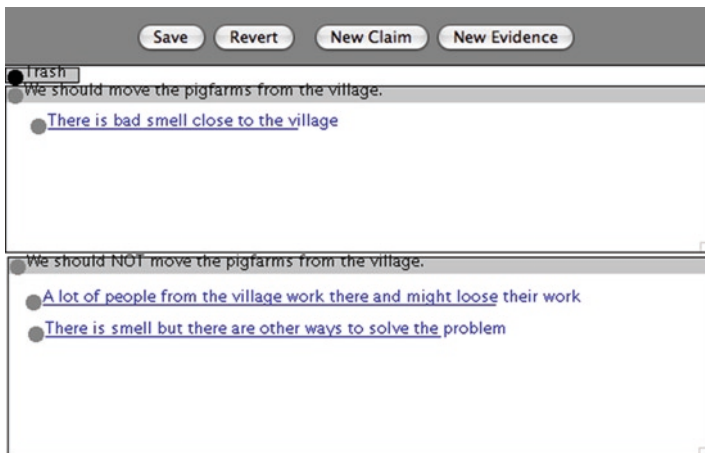 Save Revert New Claim New Evidence
Trash
We should move the pigfarms from the village.
There is bad smell close to the village
We should NOT move the pigfarms from the village.
A lot of people from the village work there and might loose their work
There is smell but there are other ways to solve the problem